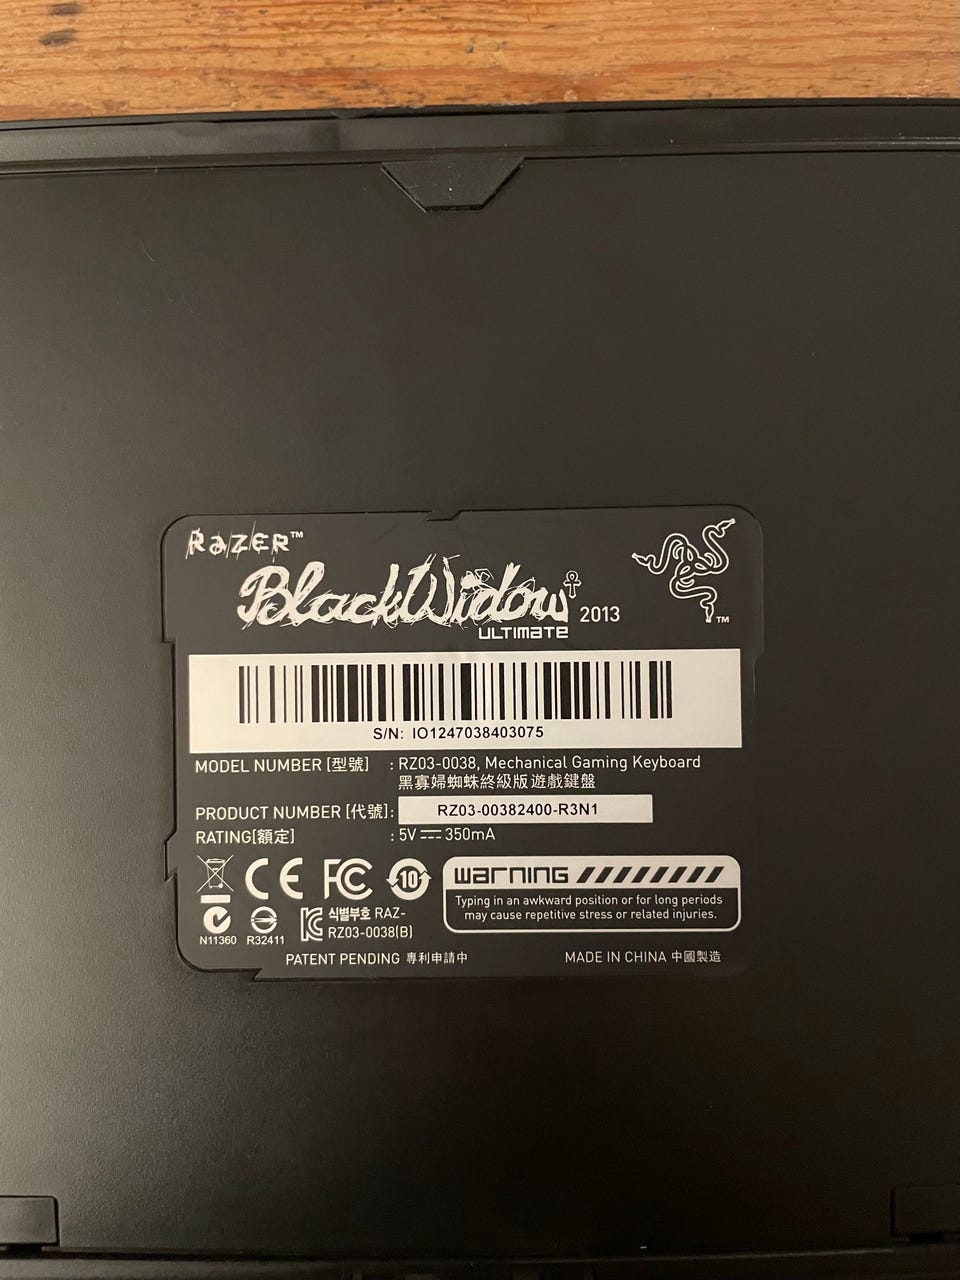 RAZER™
BlackWidow 2013
ULTIMATE
™
S/N: IO1247038403075
MODEL NUMBER [型號] : RZ03-0038, Mechanical Gaming Keyboard
黑寡婦蜘蛛終級版遊戲鍵盤
PRODUCT NUMBER [代號]: RZ03-00382400-R3N1
RATING[額定] : 5V 350mA
CE FC 10
warning
Typing in an awkward position or for long periods
may cause repetitive stress or related injuries.
식별부호 RAZ-
RZ03-0038(B)
N11360 R32411
PATENT PENDING 專利申請中 MADE IN CHINA 中國製造